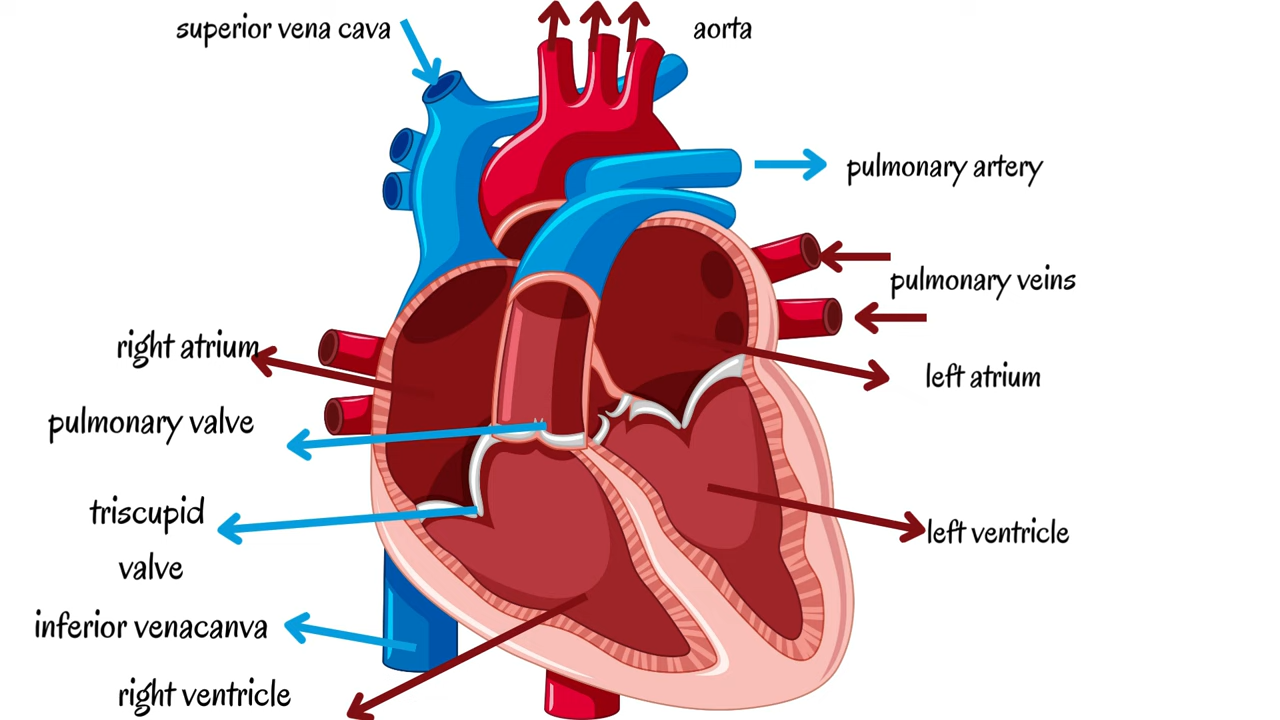 superior vena cava
aorta
pulmonary artery
pulmonary veins
right atrium
left atrium
pulmonary valve
triscupid
valve
left ventricle
inferior venacanva
right ventricle